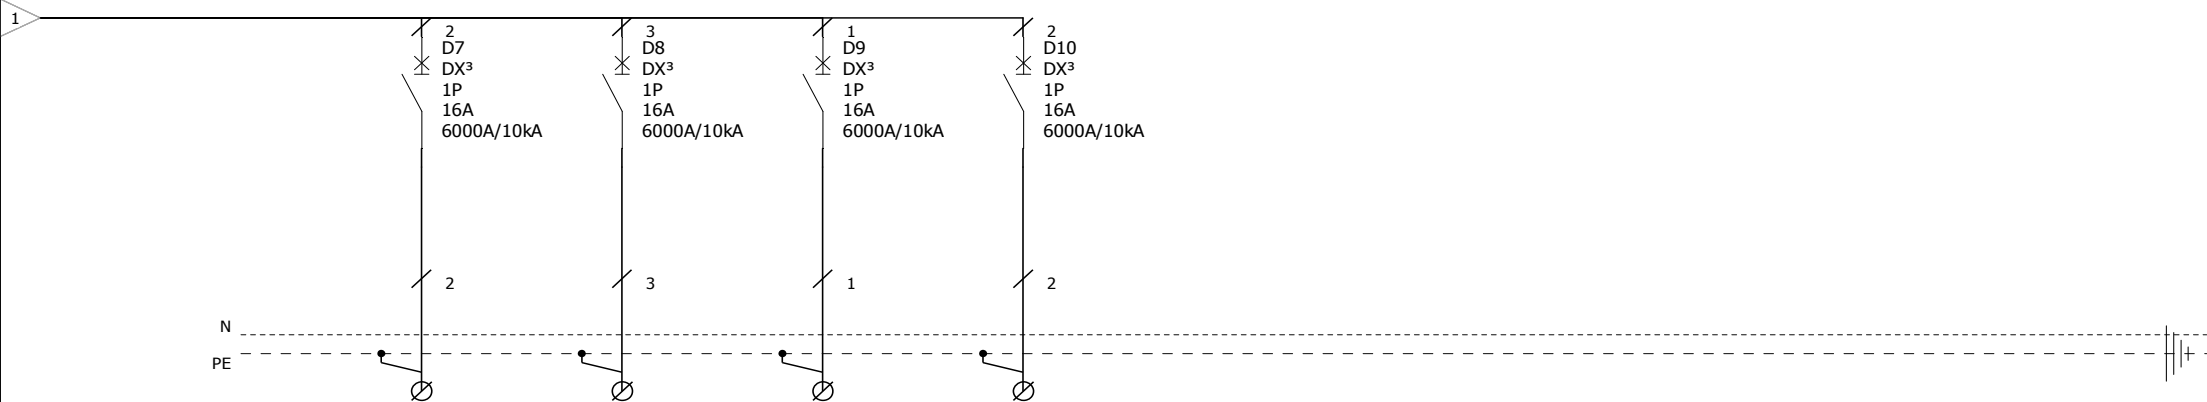 1
2
D7
DX³
1P
16A
6000A/10kA
3
D8
DX³
1P
16A
6000A/10kA
1
D9
DX³
1P
16A
6000A/10kA
2
D10
DX³
1P
16A
6000A/10kA
2
3
1
2
N
PE